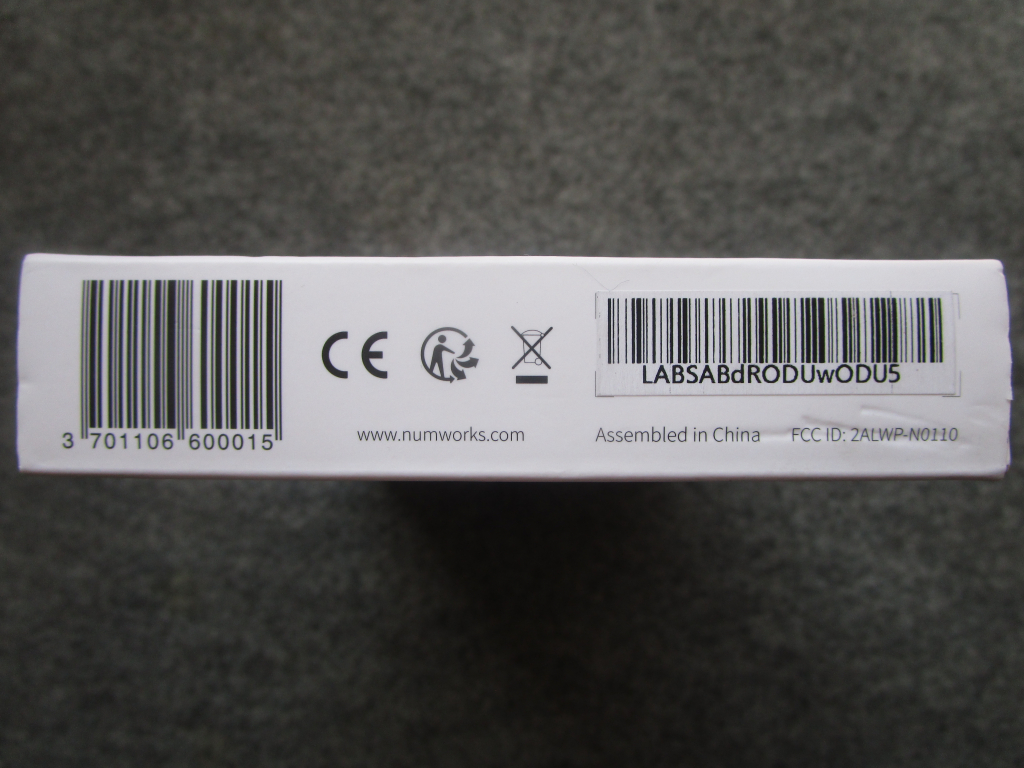 3 701106 600015
CE
www.numworks.com
LABSABdRODUwODU5
Assembled in China FCC ID: 2ALWP-N0110